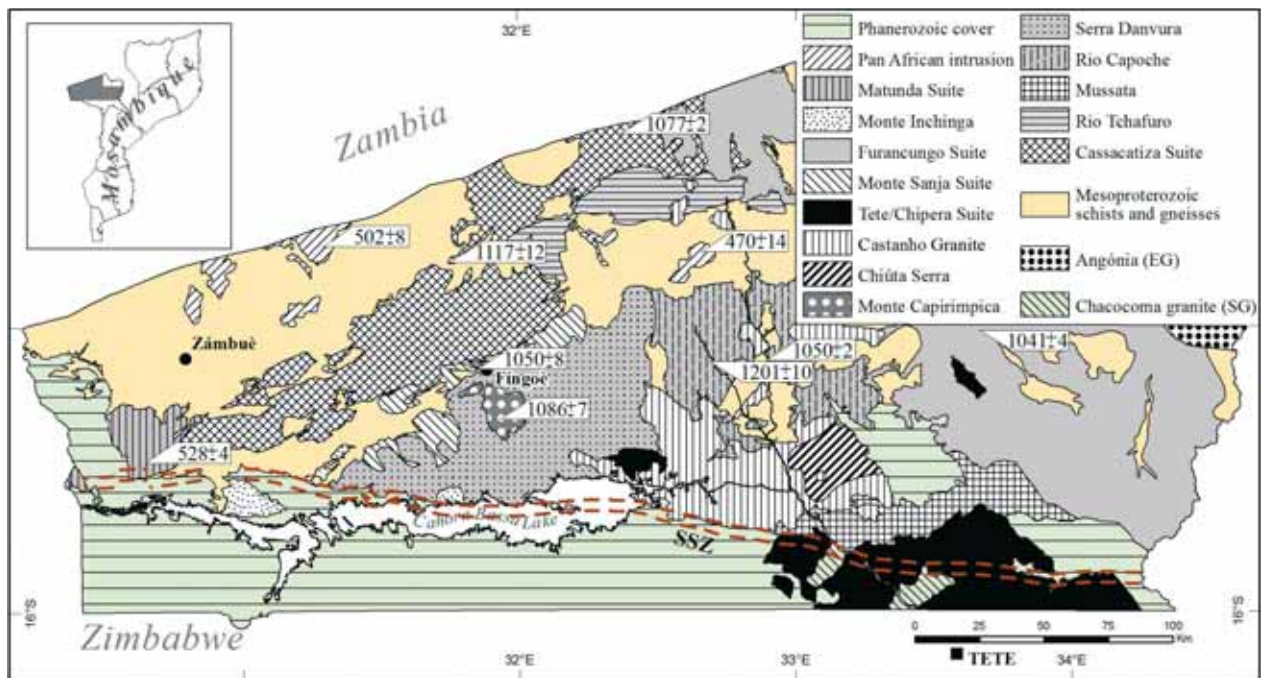 32°E
Mosambique
Zambia
Phanerozoic cover
Pan African intrusion
Matunda Suite
Monte Inchinga
Furancungo Suite
Monte Sanja Suite
Tete/Chipera Suite
Castanho Granite
Chiúta Serra
Monte Capirimpica
Serra Danvura
Rio Capoche
Mussata
Rio Tchafuro
Cassacatiza Suite
Mesoproterozoic
schists and gneisses
Angónia (EG)
Chacocoma granite (SG)
1077±2
502±8
1117±12
470±14
Zámbuè
1050±8
Fingoè
1050±2
1041±4
1201±10
1086±7
528±4
Cahora Bassa Lake
SSZ
16°S
16°S
Zimbabwe
0 25 50 75 100
Km
TETE
32°E
33°E
34°E